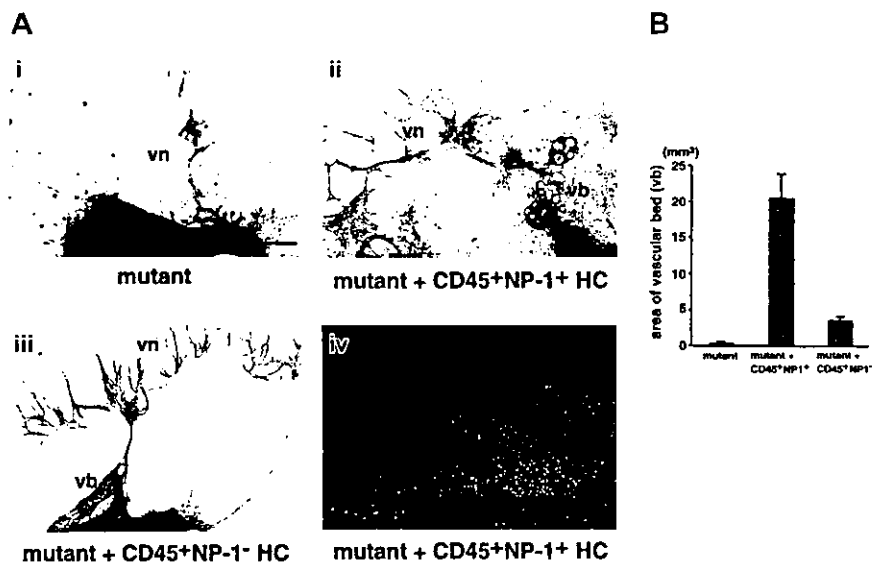 A
B
i
vn
mutant
ii
vn
vb
mutant + CD45⁺NP-1⁺ HC
iii
vn
vb
mutant + CD45⁺NP-1⁻ HC
iv
mutant + CD45⁺NP-1⁺ HC
(mm²)
area of vascular bed (vb)
25
20
15
10
5
0
mutant
mutant +
CD45⁺NP1⁺
mutant +
CD45⁺NP1⁻